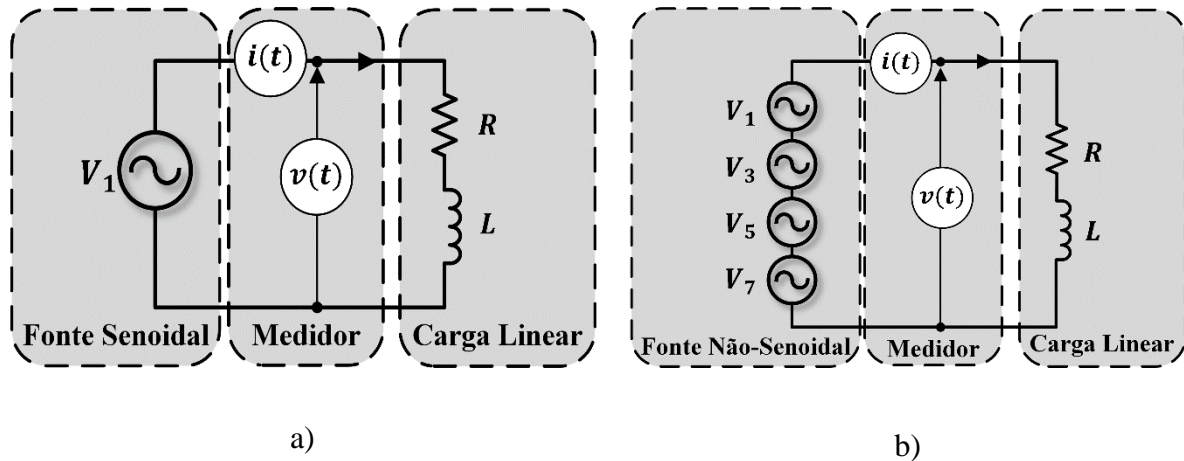 i(t)
V₁
v(t)
R
L
Fonte Senoidal
Medidor
Carga Linear
a)
i(t)
V₁
V₃
V₅
V₇
v(t)
R
L
Fonte Não-Senoidal
Medidor
Carga Linear
b)